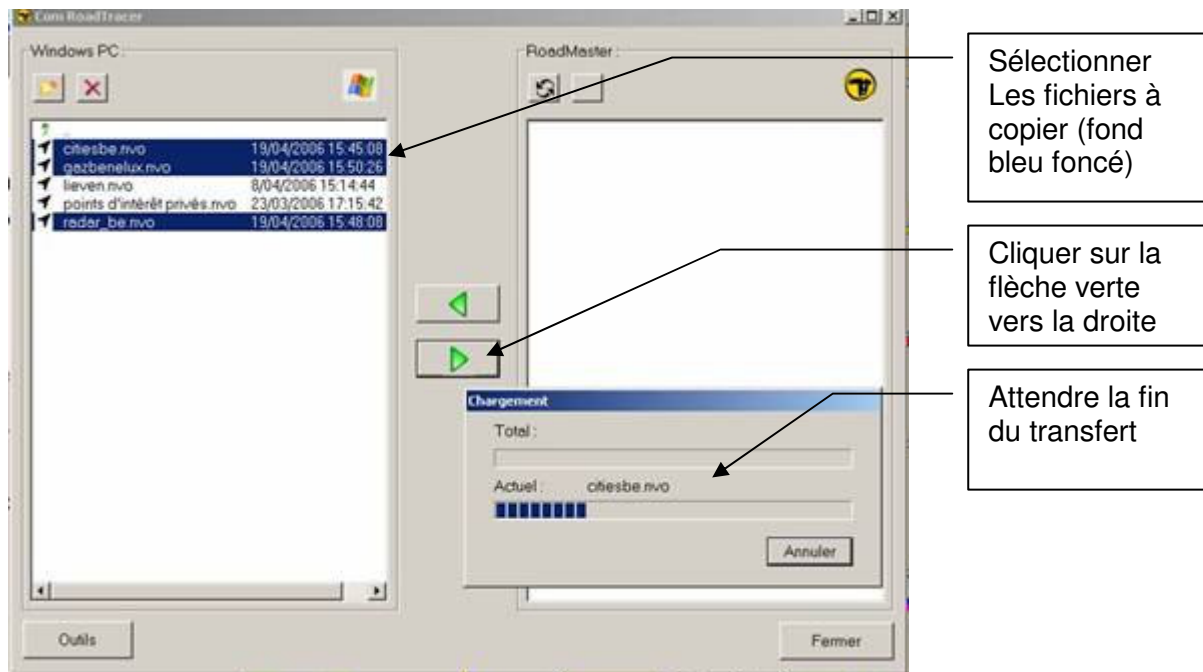 Com RoadTracer
Windows PC :
RoadMaster :
..
citiesbe.nvo 19/04/2006 15:45:08
gazbenelux.nvo 19/04/2006 15:50:26
lieven.nvo 8/04/2006 15:14:44
points d'intérêt privés.nvo 23/03/2006 17:15:42
radar_be.nvo 19/04/2006 15:48:08
Chargement
Total :
Actuel : citiesbe.nvo
Annuler
Outils
Fermer
Sélectionner
Les fichiers à
copier (fond
bleu foncé)
Cliquer sur la
flèche verte
vers la droite
Attendre la fin
du transfert